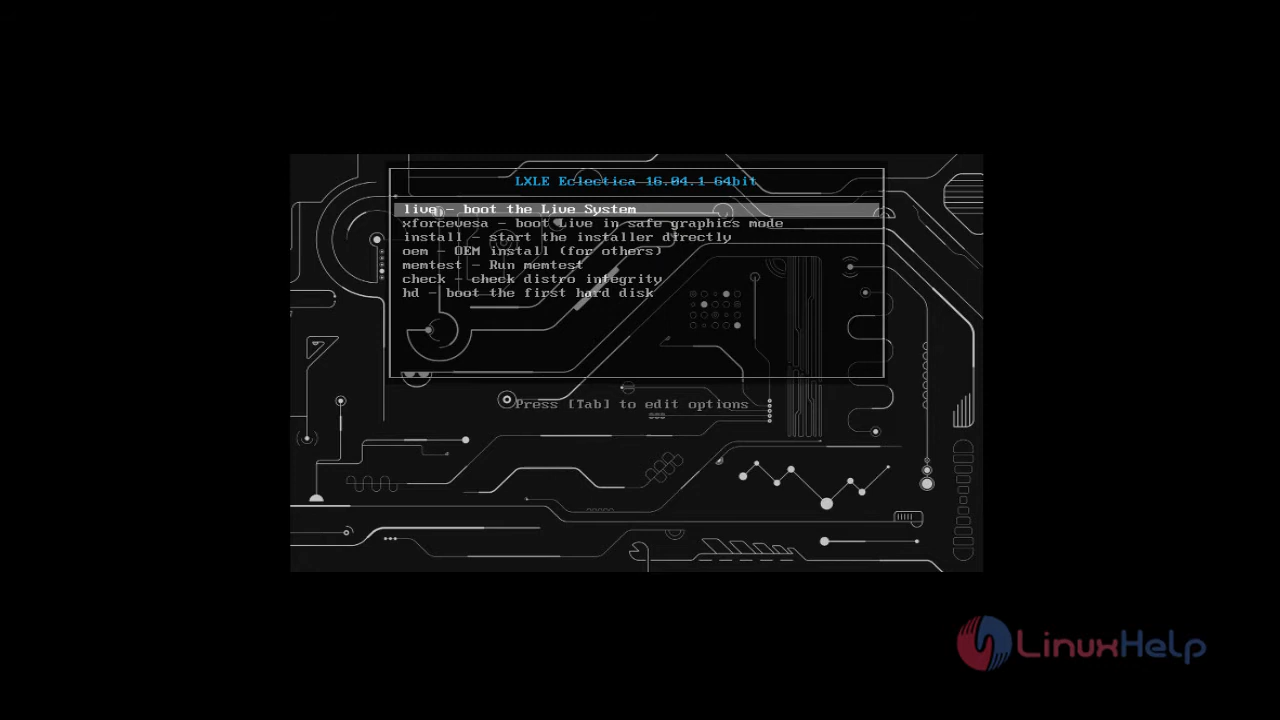 LXLE Eclectica 16.04.1 64bit
live - boot the Live System
xforcevesa - boot Live in safe graphics mode
install - start the installer directly
oem - OEM install (for others)
memtest - Run memtest
check - check distro integrity
hd - boot the first hard disk
Press [Tab] to edit options
LinuxHelp